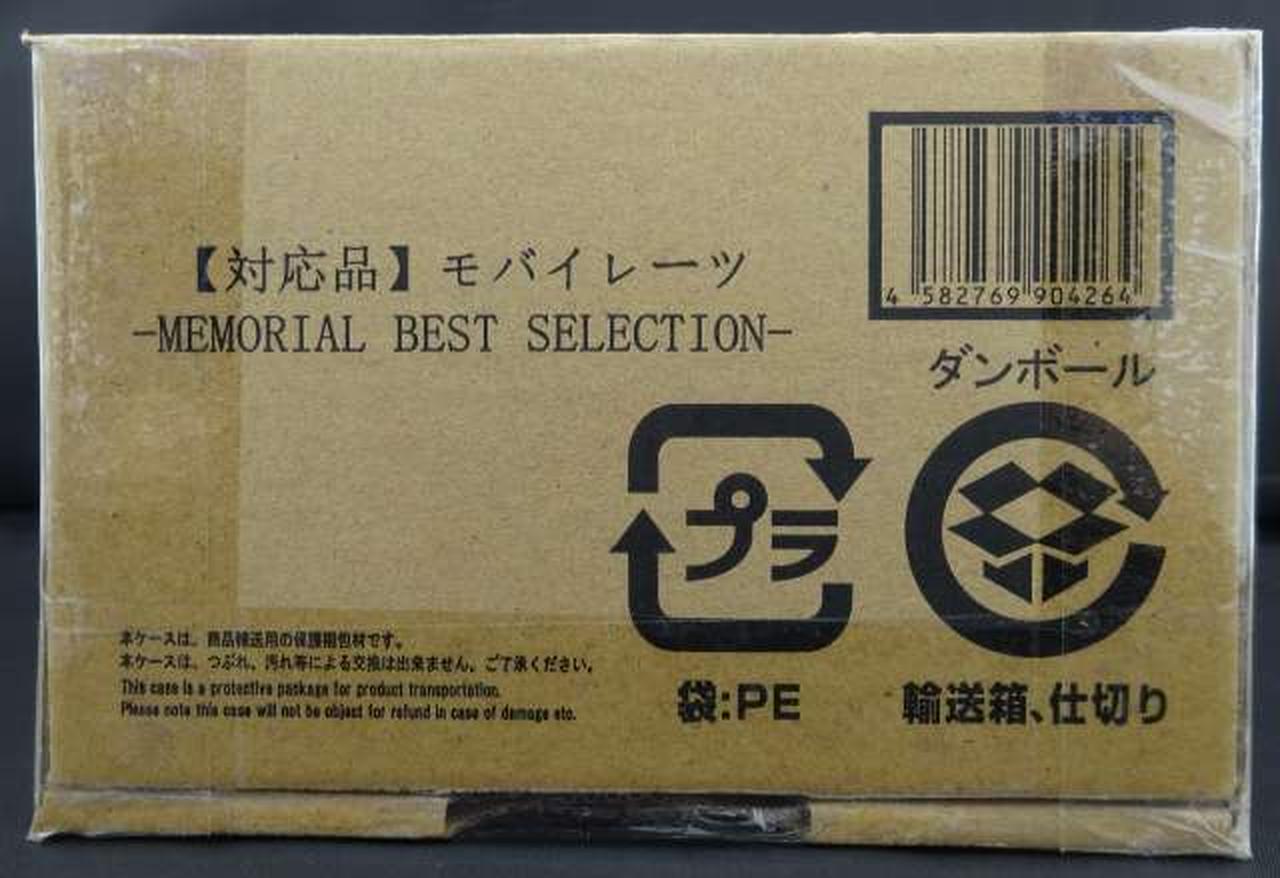 【対応品】モバイレーツ
-MEMORIAL BEST SELECTION-
4 582769 904264
ダンボール
プラ
袋:PE
輸送箱、仕切り
本ケースは、商品輸送用の保護梱包材です。
本ケースは、つぶれ、汚れ等による交換は出来ません。ご了承ください。
This case is a protective package for product transportation.
Please note this case will not be object for refund in case of damage etc.